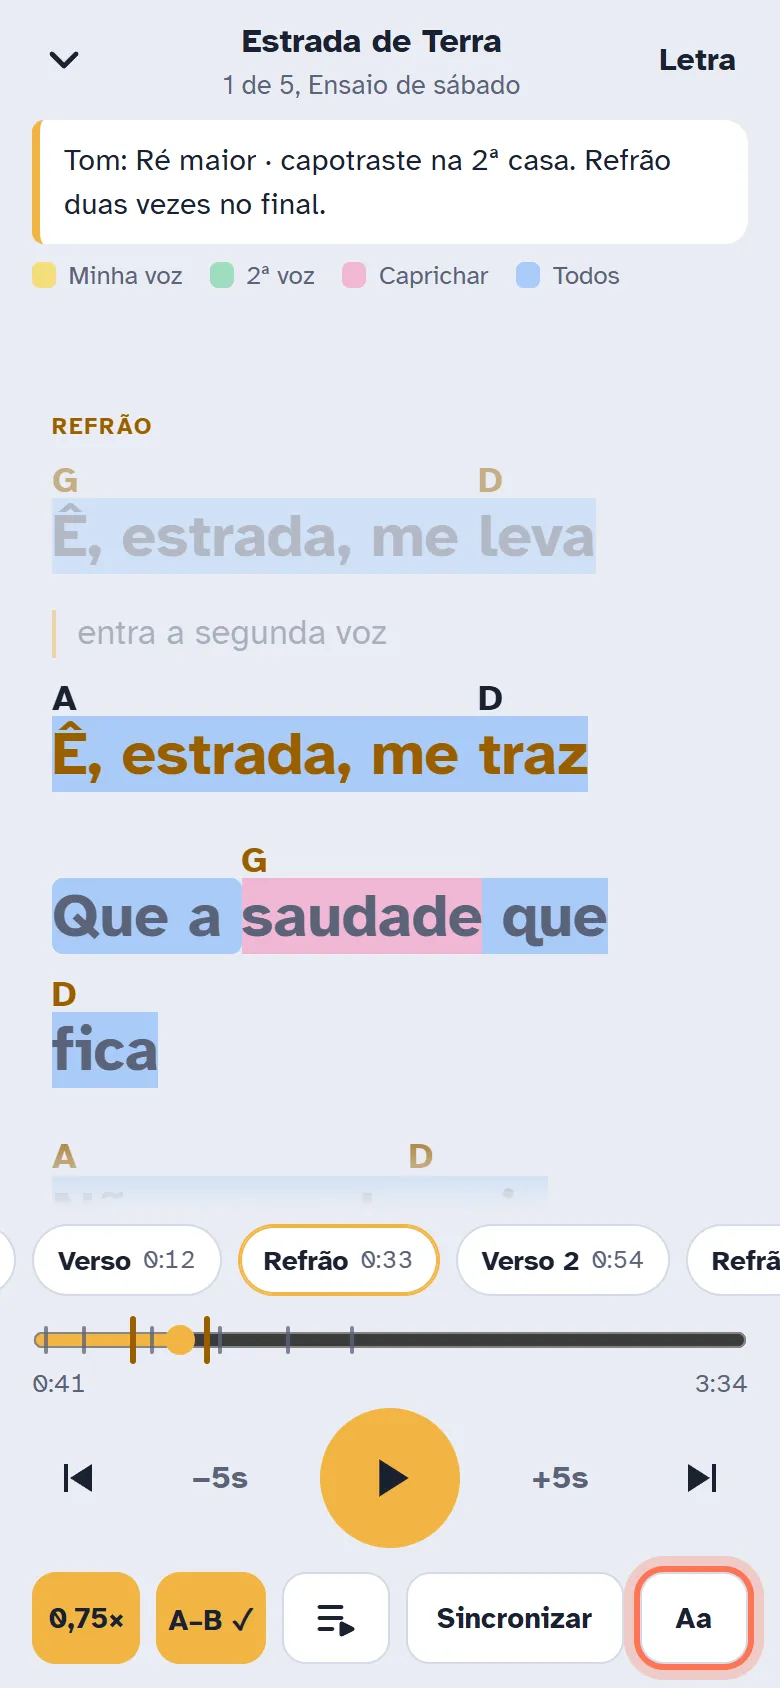 Estrada de Terra
1 de 5, Ensaio de sábado
Letra
Tom: Ré maior · capotraste na 2ª casa. Refrão
duas vezes no final.
Minha voz 2ª voz Caprichar Todos
REFRÃO
G D
Ê, estrada, me leva
entra a segunda voz
A D
Ê, estrada, me traz
G
Que a saudade que
D
fica
A D
Verso 0:12 Refrão 0:33 Verso 2 0:54 Refrã
0:41 3:34
–5s +5s
0,75× A–B ✓ Sincronizar Aa